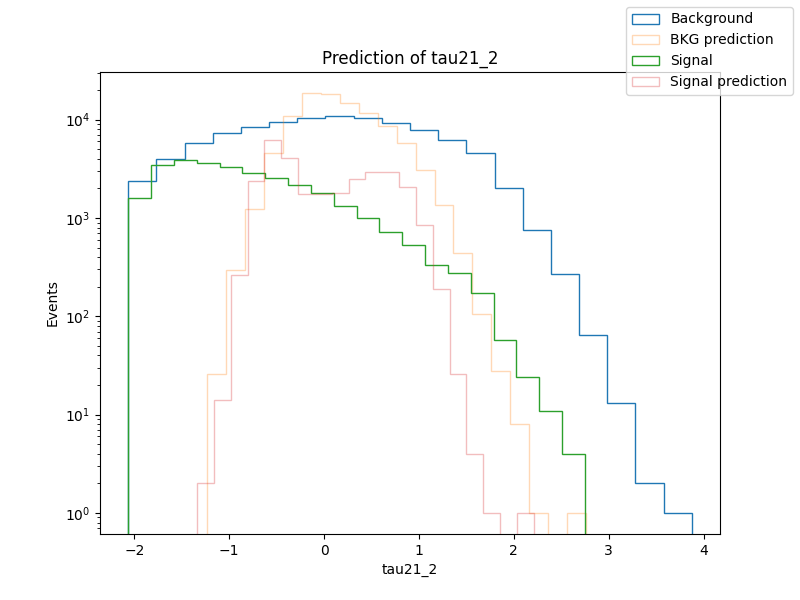 Prediction of tau21_2
Background
BKG prediction
Signal
Signal prediction
Events
10⁴
10³
10²
10¹
10⁰
−2
−1
0
1
2
3
4
tau21_2